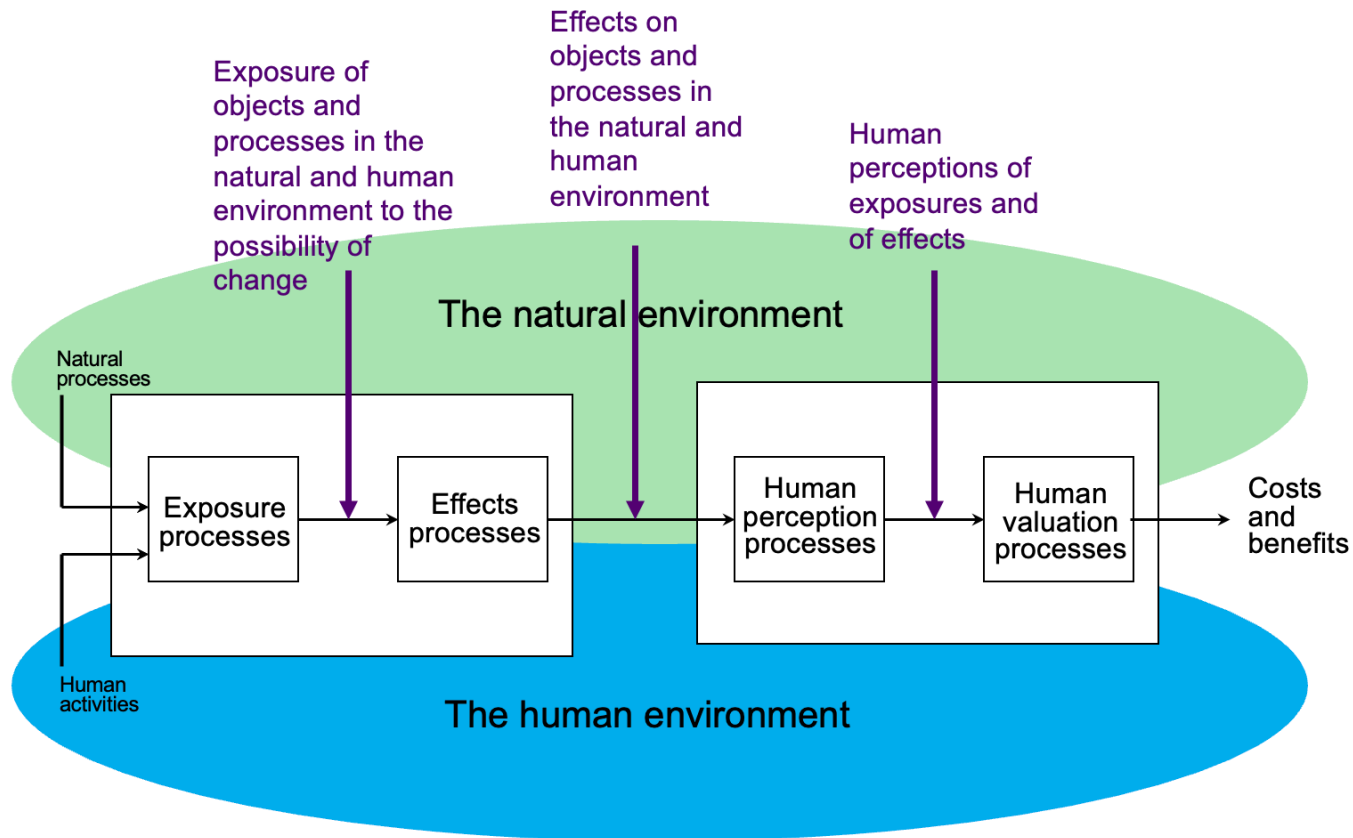 Exposure of
objects and
processes in the
natural and human
environment to the
possibility of
change
Effects on
objects and
processes in
the natural and
human
environment
Human
perceptions of
exposures and
of effects
The natural environment
Natural
processes
Exposure
processes
Effects
processes
Human
perception
processes
Human
valuation
processes
Costs
and
benefits
Human
activities
The human environment